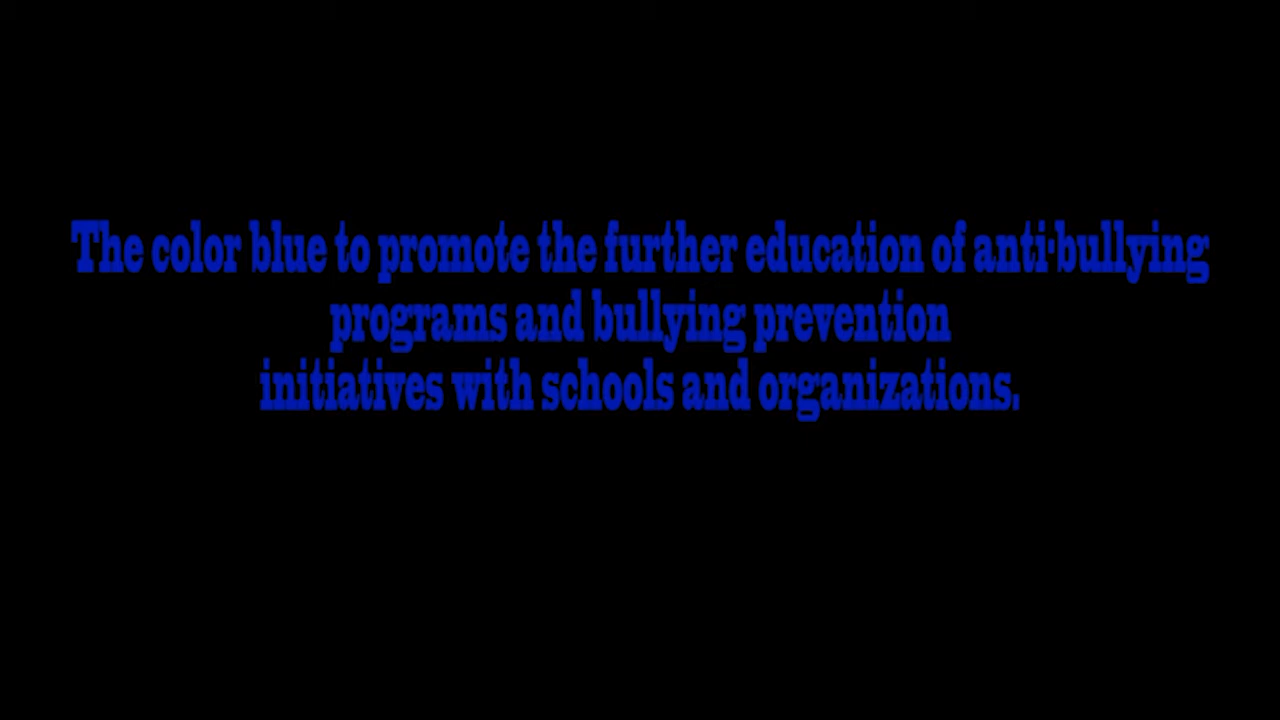 The color blue to promote the further education of anti-bullying
programs and bullying prevention
initiatives with schools and organizations.